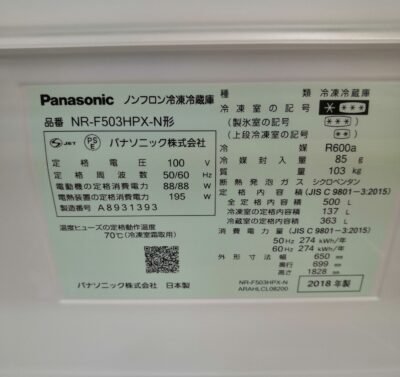 Panasonic ノンフロン冷凍冷蔵庫
品番 NR-F503HPX-N形
JET PSE パナソニック株式会社
定格電圧 100 V
定格周波数 50/60 Hz
電動機の定格消費電力 88/88 W
電熱装置の定格消費電力 195 W
製造番号 A8931393
温度ヒューズの定格動作温度
70℃(冷凍室霜取用)
パナソニック株式会社 日本製
種類 冷凍冷蔵庫
冷凍室の記号 ****
(製氷室の記号) ***
(上段冷凍室の記号) **
冷媒 R600a
冷媒封入量 85 g
質量 103 kg
断熱発泡ガス シクロペンタン
定格内容積 (JIS C 9801-3:2015)
全定格内容積 500 L
冷凍室の定格内容積 137 L
冷蔵室の定格内容積 363 L
消費電力量 (JIS C 9801-3:2015)
50Hz 274 kWh/年
60Hz 274 kWh/年
外形寸法 幅 650 mm
奥行 699 mm
高さ 1828 mm
NR-F503HPX-N
ARAHLCL08200
2018 年製